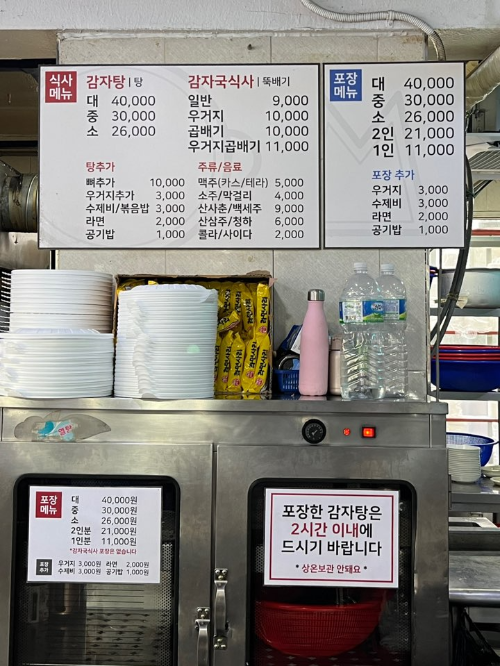 식사
메뉴
감자탕 | 탕
대 40,000
중 30,000
소 26,000
감자국식사 | 뚝배기
일반 9,000
우거지 10,000
곱배기 10,000
우거지곱배기 11,000
탕추가
뼈추가 10,000
우거지추가 3,000
수제비/볶음밥 3,000
라면 2,000
공기밥 1,000
주류/음료
맥주(카스/테라) 5,000
소주/막걸리 4,000
산사춘/백세주 9,000
산삼주/청하 6,000
콜라/사이다 2,000
포장
메뉴
대 40,000
중 30,000
소 26,000
2인 21,000
1인 11,000
포장 추가
우거지 3,000
수제비 3,000
라면 2,000
공기밥 1,000
포장
메뉴
대 40,000원
중 30,000원
소 26,000원
2인분 21,000원
1인분 11,000원
*감자국식사 포장은 없습니다
포장
추가
우거지 3,000원 라면 2,000원
수제비 3,000원 공기밥 1,000원
포장한 감자탕은
2시간 이내에
드시기 바랍니다
* 상온보관 안돼요 *